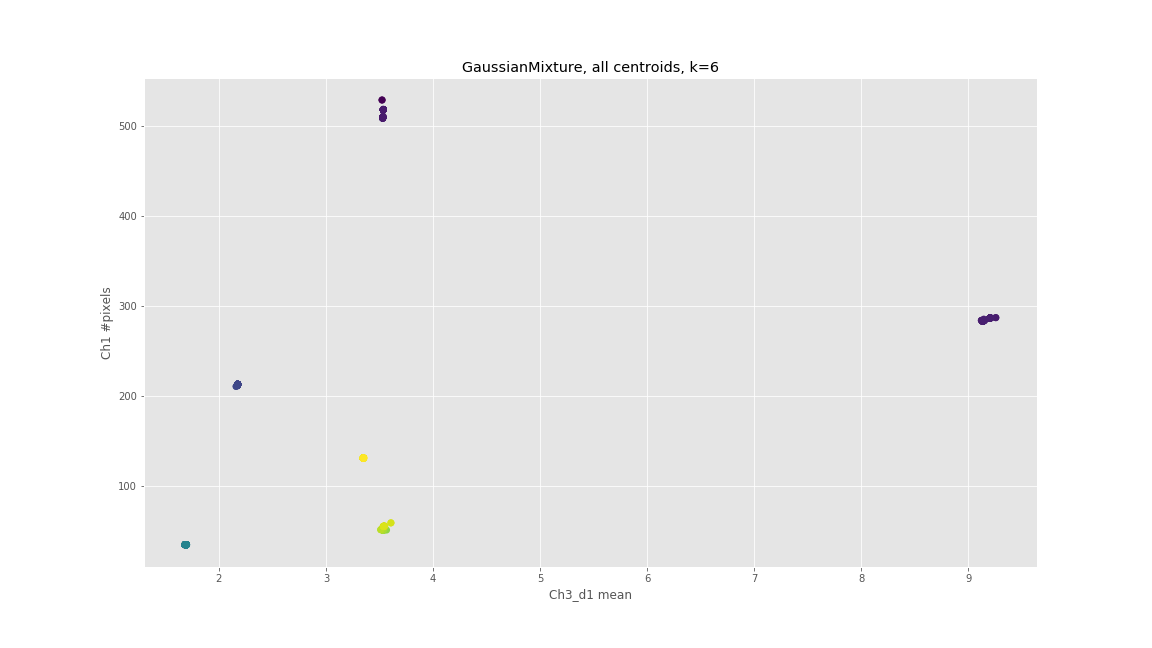 GaussianMixture, all centroids, k=6
500
400
300
200
100
Ch1 #pixels
2 3 4 5 6 7 8 9
Ch3_d1 mean